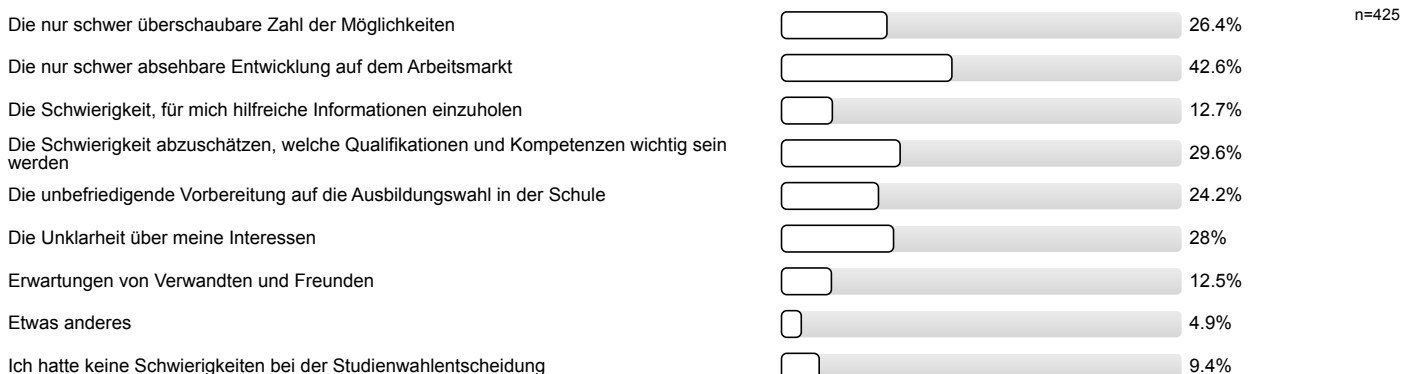 Die nur schwer überschaubare Zahl der Möglichkeiten 26.4% n=425
Die nur schwer absehbare Entwicklung auf dem Arbeitsmarkt 42.6%
Die Schwierigkeit, für mich hilfreiche Informationen einzuholen 12.7%
Die Schwierigkeit abzuschätzen, welche Qualifikationen und Kompetenzen wichtig sein
werden 29.6%
Die unbefriedigende Vorbereitung auf die Ausbildungswahl in der Schule 24.2%
Die Unklarheit über meine Interessen 28%
Erwartungen von Verwandten und Freunden 12.5%
Etwas anderes 4.9%
Ich hatte keine Schwierigkeiten bei der Studienwahlentscheidung 9.4%